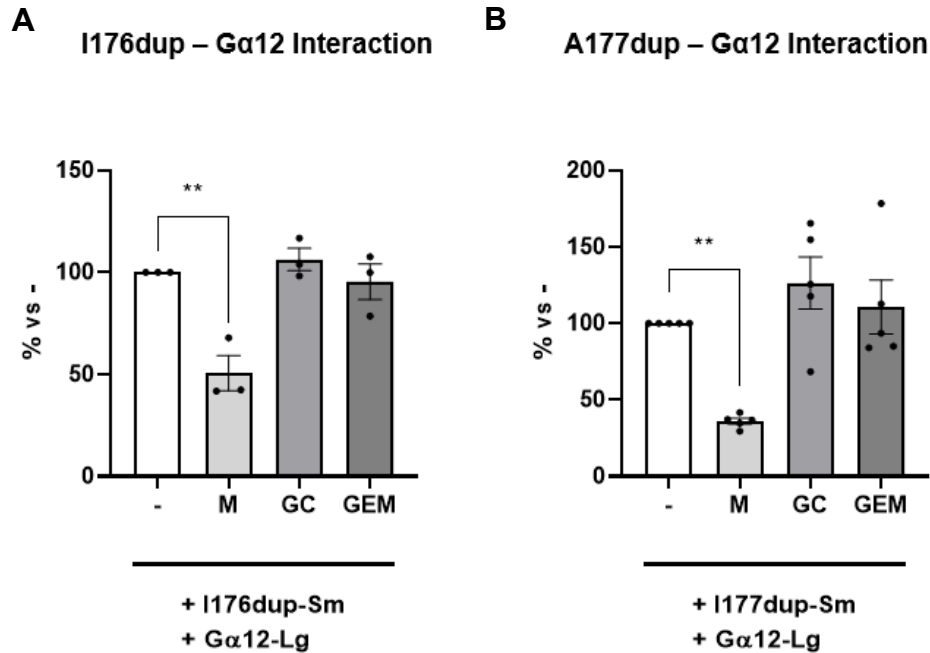 A
I176dup – Gα12 Interaction
% vs -
150
100
50
0
**
- M GC GEM
+ I176dup-Sm
+ Gα12-Lg
B
A177dup – Gα12 Interaction
% vs -
200
150
100
50
0
**
- M GC GEM
+ I177dup-Sm
+ Gα12-Lg